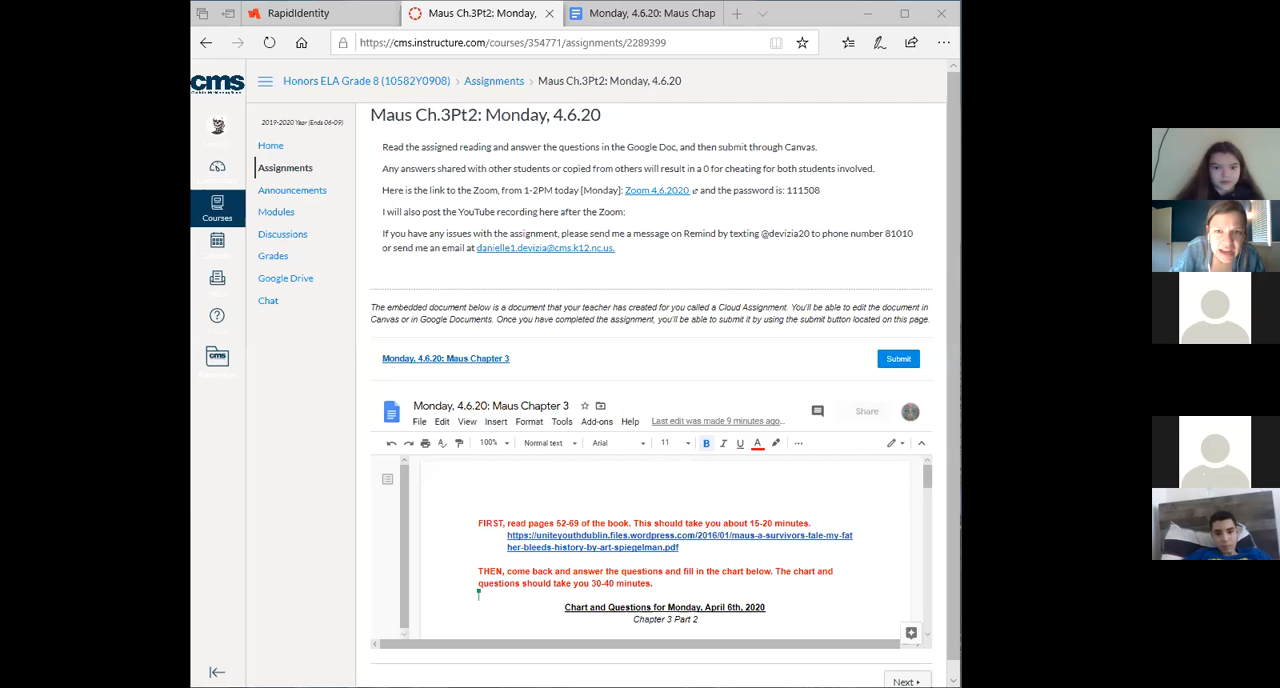 RapidIdentity
Maus Ch.3Pt2: Monday,
Monday, 4.6.20: Maus Chap
https://cms.instructure.com/courses/354771/assignments/2289399
cms
Honors ELA Grade 8 (10582Y0908) > Assignments > Maus Ch.3Pt2: Monday, 4.6.20
2019-2020 Year (Ends 06-09)
Home
Assignments
Announcements
Modules
Discussions
Grades
Google Drive
Chat
Courses
cms
Maus Ch.3Pt2: Monday, 4.6.20
Read the assigned reading and answer the questions in the Google Doc, and then submit through Canvas.
Any answers shared with other students or copied from others will result in a 0 for cheating for both students involved.
Here is the link to the Zoom, from 1-2PM today [Monday]: Zoom 4.6.2020 and the password is: 111508
I will also post the YouTube recording here after the Zoom:
If you have any issues with the assignment, please send me a message on Remind by texting @devizia20 to phone number 81010
or send me an email at danielle1.devizia@cms.k12.nc.us.
The embedded document below is a document that your teacher has created for you called a Cloud Assignment. You'll be able to edit the document in
Canvas or in Google Documents. Once you have completed the assignment, you'll be able to submit it by using the submit button located on this page.
Monday, 4.6.20: Maus Chapter 3
Submit
Monday, 4.6.20: Maus Chapter 3
File Edit View Insert Format Tools Add-ons Help Last edit was made 9 minutes ago...
Share
100% Normal text Arial 11 B I U A
FIRST, read pages 52-69 of the book. This should take you about 15-20 minutes.
https://uniteyouthdublin.files.wordpress.com/2016/01/maus-a-survivors-tale-my-fat
her-bleeds-history-by-art-spiegelman.pdf
THEN, come back and answer the questions and fill in the chart below. The chart and
questions should take you 30-40 minutes.
Chart and Questions for Monday, April 6th, 2020
Chapter 3 Part 2
Next